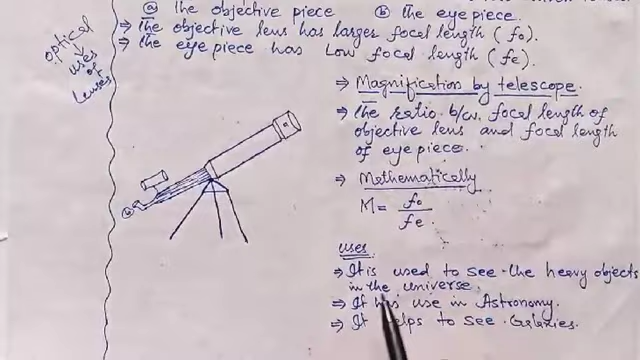 ⓐ The objective piece ⓑ The eye piece.
⇒ The objective lens has larger focal length (fo).
⇒ The eye piece has Low focal length (fe).
optical
↓
uses
of
Lenses
⇒ Magnification by telescope.
⇒ The ratio b/w focal length of
objective lens and focal length
of eye piece.
⇒ Mathematically
M = fo
fe
uses
⇒ It is used to see the heavy objects
in the universe.
⇒ It has use in Astronomy.
⇒ It helps to see Galaxies.